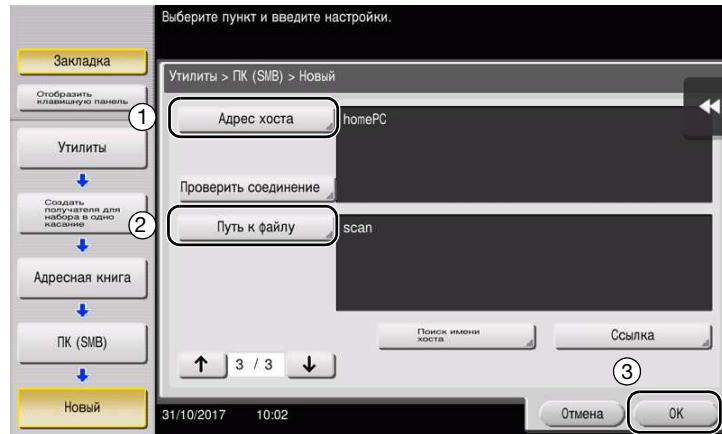 Выберите пункт и введите настройки.
Закладка
Отобразить
клавишную панель
Утилиты
Создать
получателя для
набора в одно
касание
Адресная книга
ПК (SMB)
Новый
Утилиты > ПК (SMB) > Новый
1
Адрес хоста
homePC
Проверить соединение
2
Путь к файлу
scan
Поиск имени
хоста
Ссылка
↑ 3 / 3 ↓
3
31/10/2017 10:02
Отмена
OK